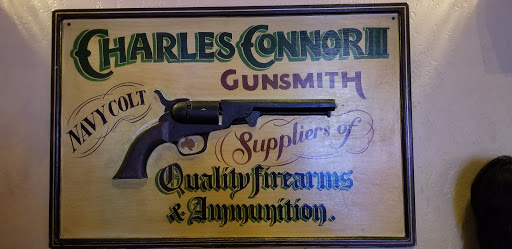 CHARLES CONNOR III
GUNSMITH
NAVY COLT
Suppliers of
Quality firearms
& Ammunition.